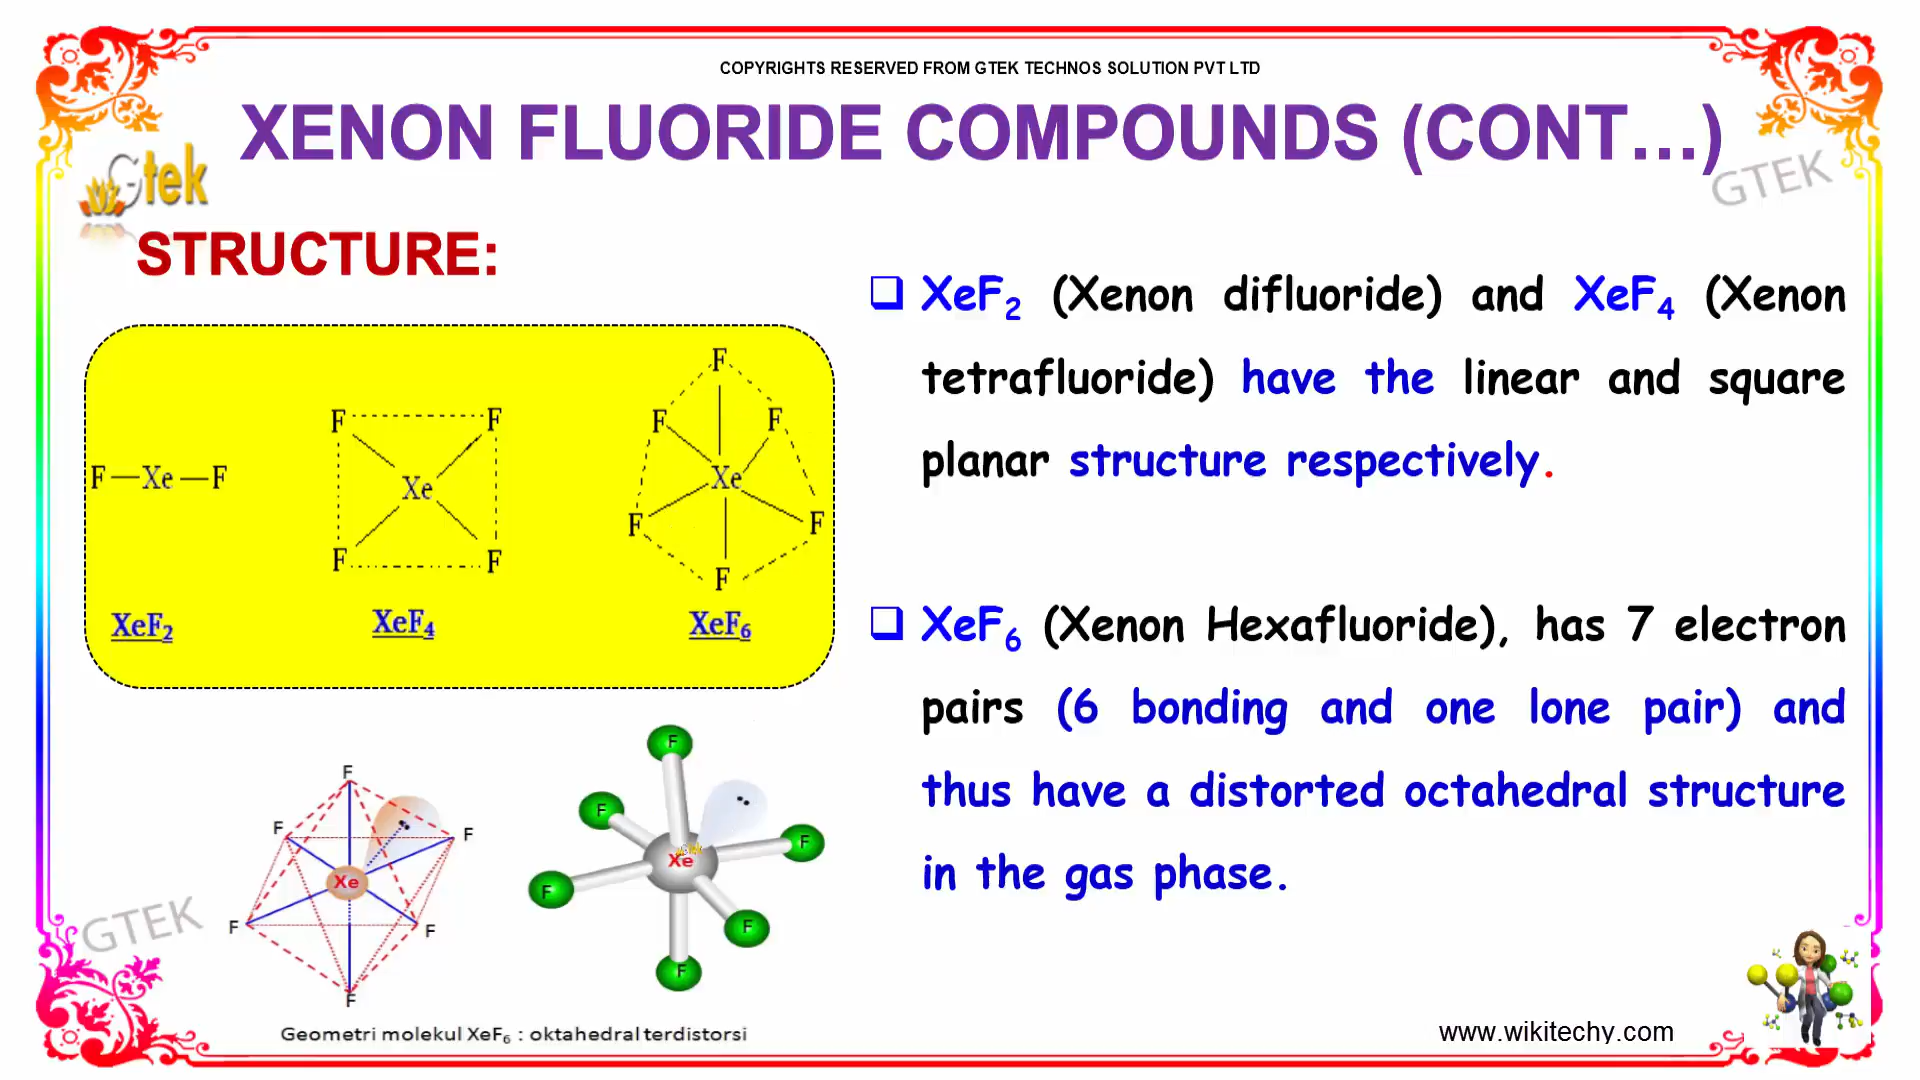 COPYRIGHTS RESERVED FROM GTEK TECHNOS SOLUTION PVT LTD
XENON FLUORIDE COMPOUNDS (CONT...)
Gtek
GTEK
STRUCTURE:
❑ XeF₂ (Xenon difluoride) and XeF₄ (Xenon
tetrafluoride) have the linear and square
planar structure respectively.
F
F F
F F
F—Xe—F
Xe
Xe
F F
F F
F
XeF₂
XeF₄
XeF₆
❑ XeF₆ (Xenon Hexafluoride), has 7 electron
pairs (6 bonding and one lone pair) and
thus have a distorted octahedral structure
in the gas phase.
F
F F
Xe
F F
F
F
F F
Xe
F F
F
GTEK
Geometri molekul XeF₆ : oktahedral terdistorsi
www.wikitechy.com